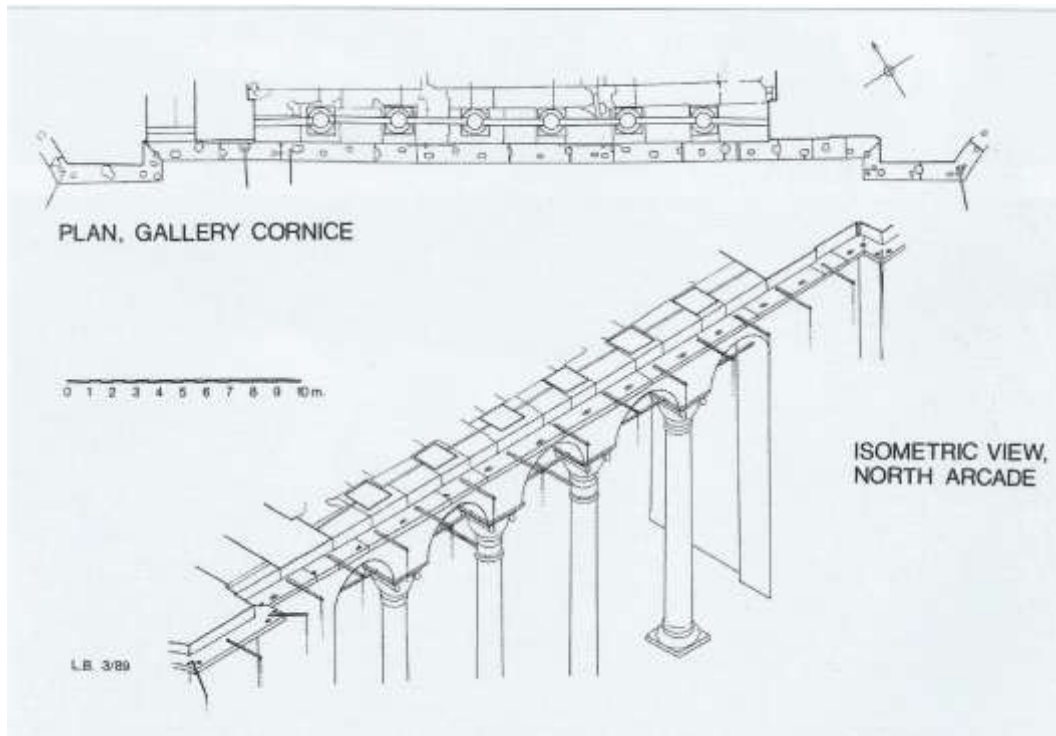 PLAN, GALLERY CORNICE
0 1 2 3 4 5 6 7 8 9 10 m.
ISOMETRIC VIEW,
NORTH ARCADE
L.B. 3/89